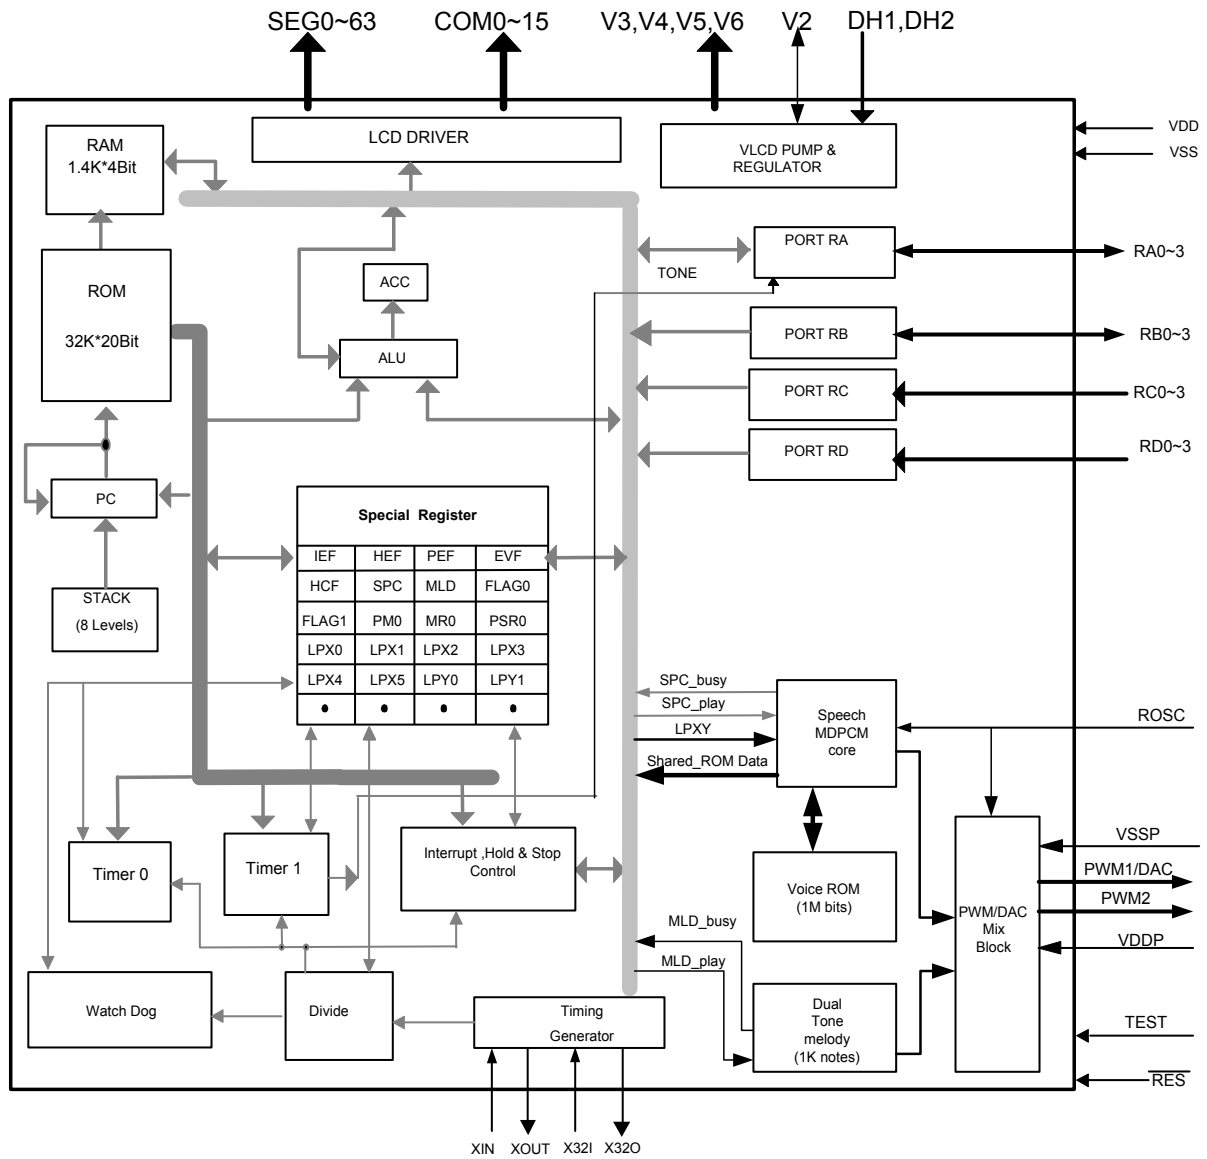 SEG0~63 COM0~15 V3,V4,V5,V6 V2 DH1,DH2
VDD
VSS
RAM
1.4K*4Bit
LCD DRIVER
VLCD PUMP &
REGULATOR
ROM
32K*20Bit
ACC
ALU
TONE
PORT RA
RA0~3
PORT RB
RB0~3
PORT RC
RC0~3
PORT RD
RD0~3
PC
STACK
(8 Levels)
Special Register
IEF HEF PEF EVF
HCF SPC MLD FLAG0
FLAG1 PM0 MR0 PSR0
LPX0 LPX1 LPX2 LPX3
LPX4 LPX5 LPY0 LPY1
• • • •
SPC_busy
SPC_play
LPXY
Shared_ROM Data
Speech
MDPCM
core
ROSC
Timer 0
Timer 1
Interrupt ,Hold & Stop
Control
Voice ROM
(1M bits)
PWM/DAC
Mix
Block
VSSP
PWM1/DAC
PWM2
VDDP
MLD_busy
MLD_play
Watch Dog
Divide
Timing
Generator
Dual
Tone
melody
(1K notes)
TEST
RES
XIN XOUT X32I X32O